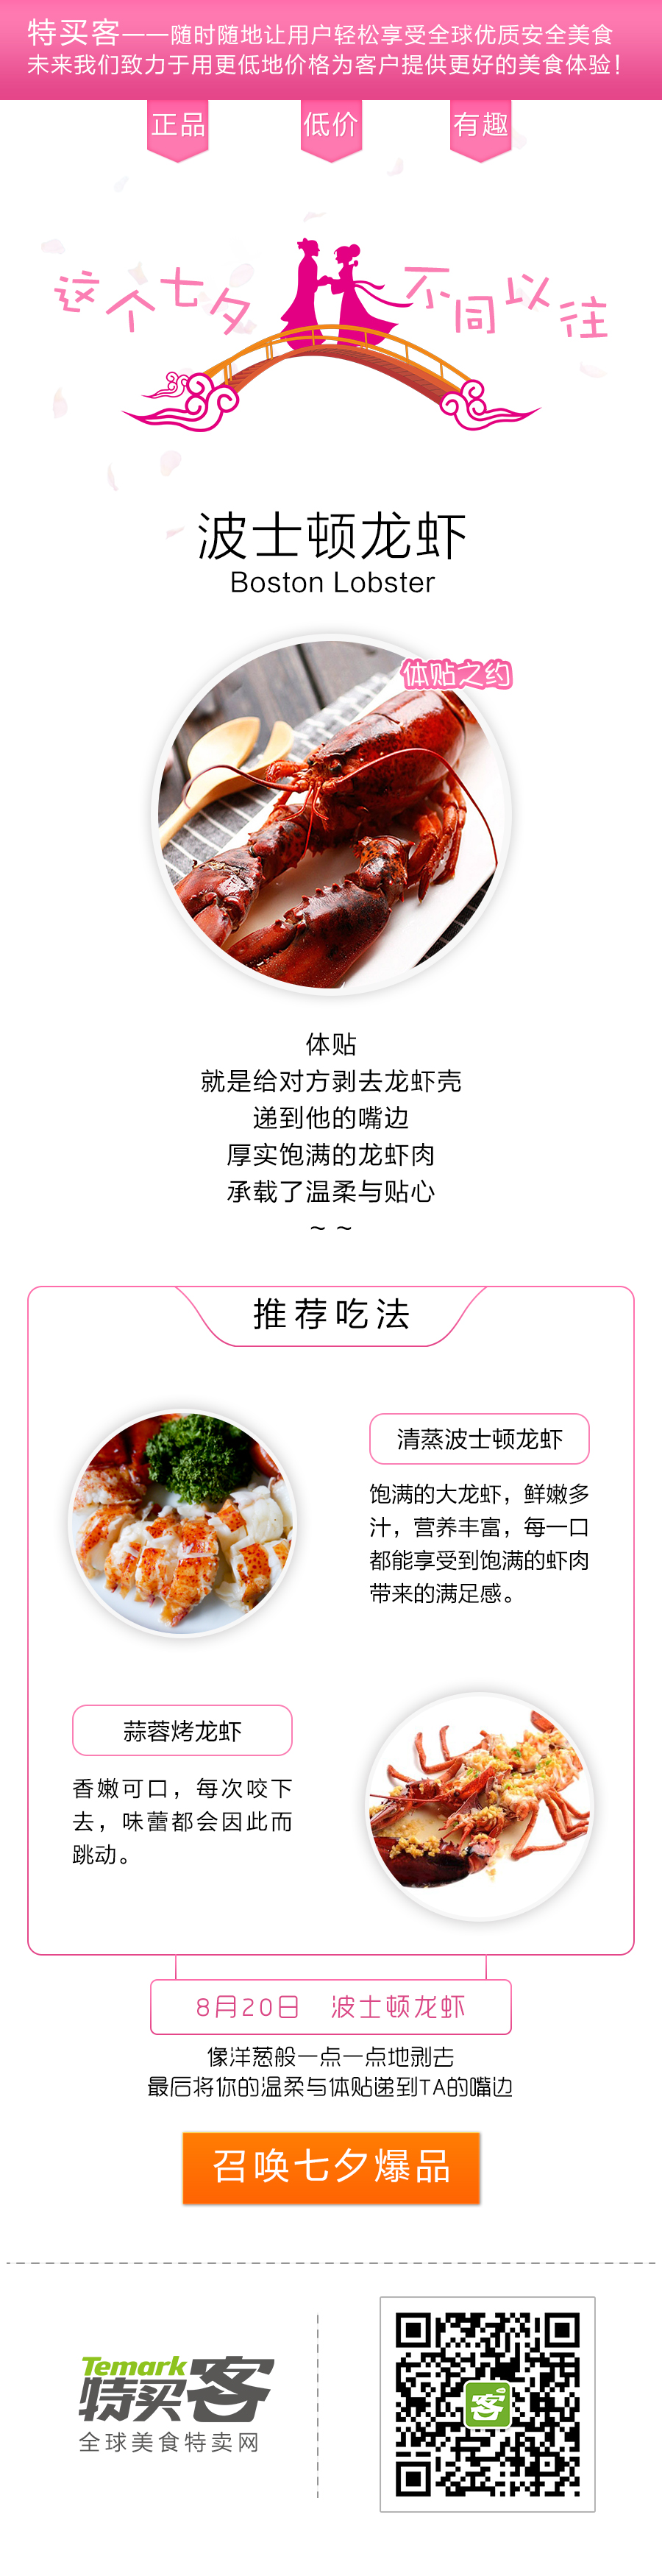 特买客——随时随地让用户轻松享受全球优质安全美食
未来我们致力于用更低地价格为客户提供更好的美食体验！
正品
低价
有趣
这个七夕 不同以往
波士顿龙虾
Boston Lobster
体贴之约
体贴
就是给对方剥去龙虾壳
递到他的嘴边
厚实饱满的龙虾肉
承载了温柔与贴心
~ ~
推荐吃法
清蒸波士顿龙虾
饱满的大龙虾，鲜嫩多
汁，营养丰富，每一口
都能享受到饱满的虾肉
带来的满足感。
蒜蓉烤龙虾
香嫩可口，每次咬下
去，味蕾都会因此而
跳动。
8月20日 波士顿龙虾
像洋葱般一点一点地剥去
最后将你的温柔与体贴递到TA的嘴边
召唤七夕爆品
Temark
特买客
全球美食特卖网
客